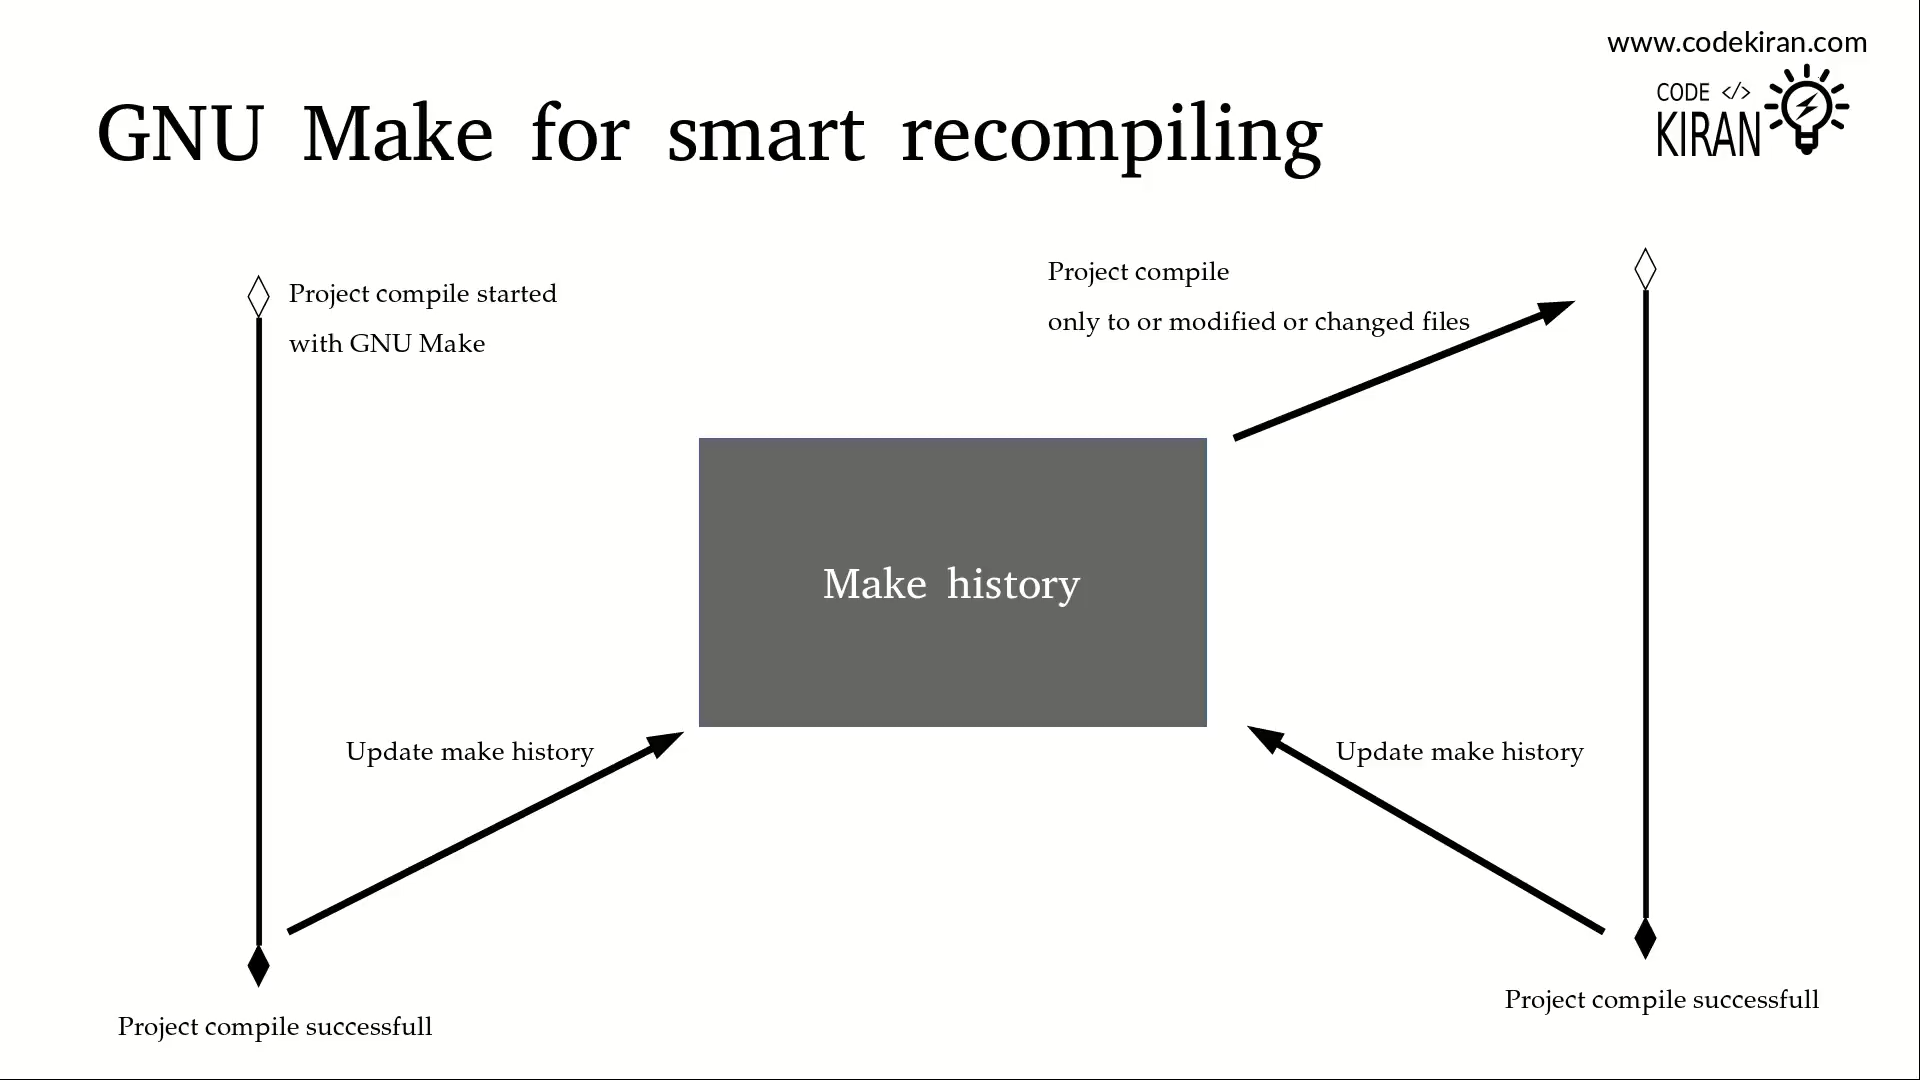 www.codekiran.com
CODE </>
KIRAN
GNU Make for smart recompiling
Project compile started
with GNU Make
Project compile
only to or modified or changed files
Make history
Update make history
Update make history
Project compile successfull
Project compile successfull